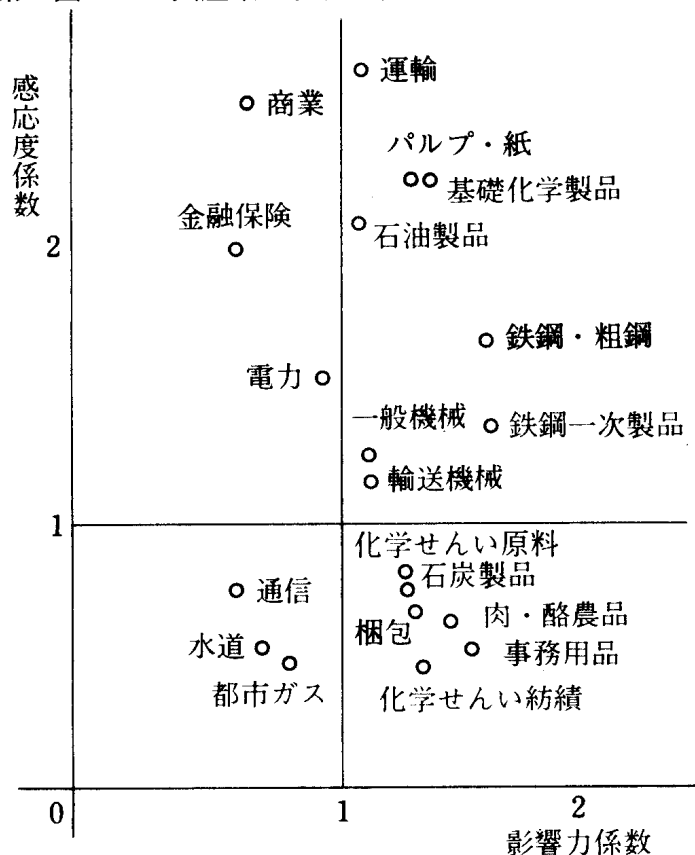 感応度係数
運輸
商業
パルプ・紙
基礎化学製品
金融保険
石油製品
2
鉄鋼・粗鋼
電力
一般機械
鉄鋼一次製品
輸送機械
1
化学せんい原料
石炭製品
通信
肉・酪農品
梱包
水道
事務用品
都市ガス
化学せんい紡績
0
1
2
影響力係数